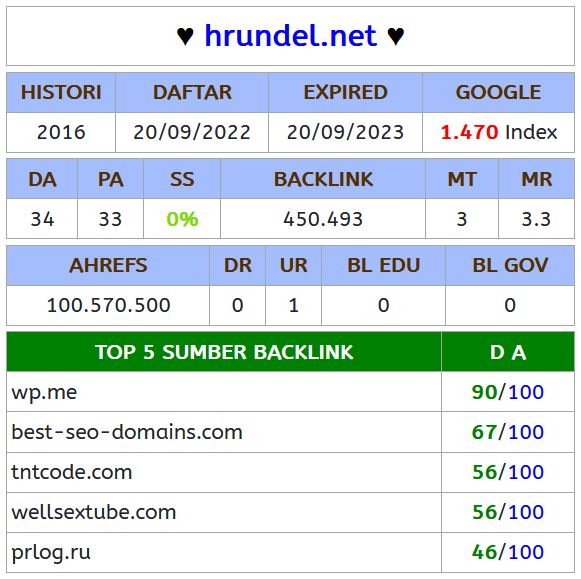 ♥ hrundel.net ♥
HISTORI DAFTAR EXPIRED GOOGLE
2016 20/09/2022 20/09/2023 1.470 Index
DA PA SS BACKLINK MT MR
34 33 0% 450.493 3 3.3
AHREFS DR UR BL EDU BL GOV
100.570.500 0 1 0 0
TOP 5 SUMBER BACKLINK D A
wp.me 90/100
best-seo-domains.com 67/100
tntcode.com 56/100
wellsextube.com 56/100
prlog.ru 46/100